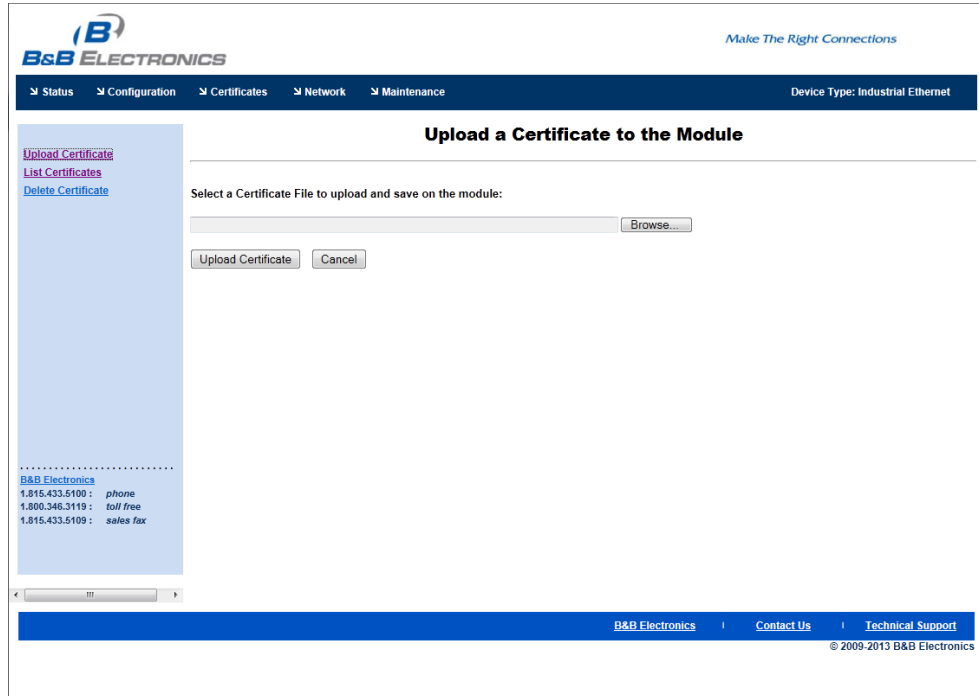 B
B&B ELECTRONICS
Make The Right Connections
Status Configuration Certificates Network Maintenance Device Type: Industrial Ethernet
Upload a Certificate to the Module
Upload Certificate
List Certificates
Delete Certificate
Select a Certificate File to upload and save on the module:
Browse...
Upload Certificate Cancel
B&B Electronics
1.815.433.5100 : phone
1.800.346.3119 : toll free
1.815.433.5109 : sales fax
B&B Electronics | Contact Us | Technical Support
© 2009-2013 B&B Electronics